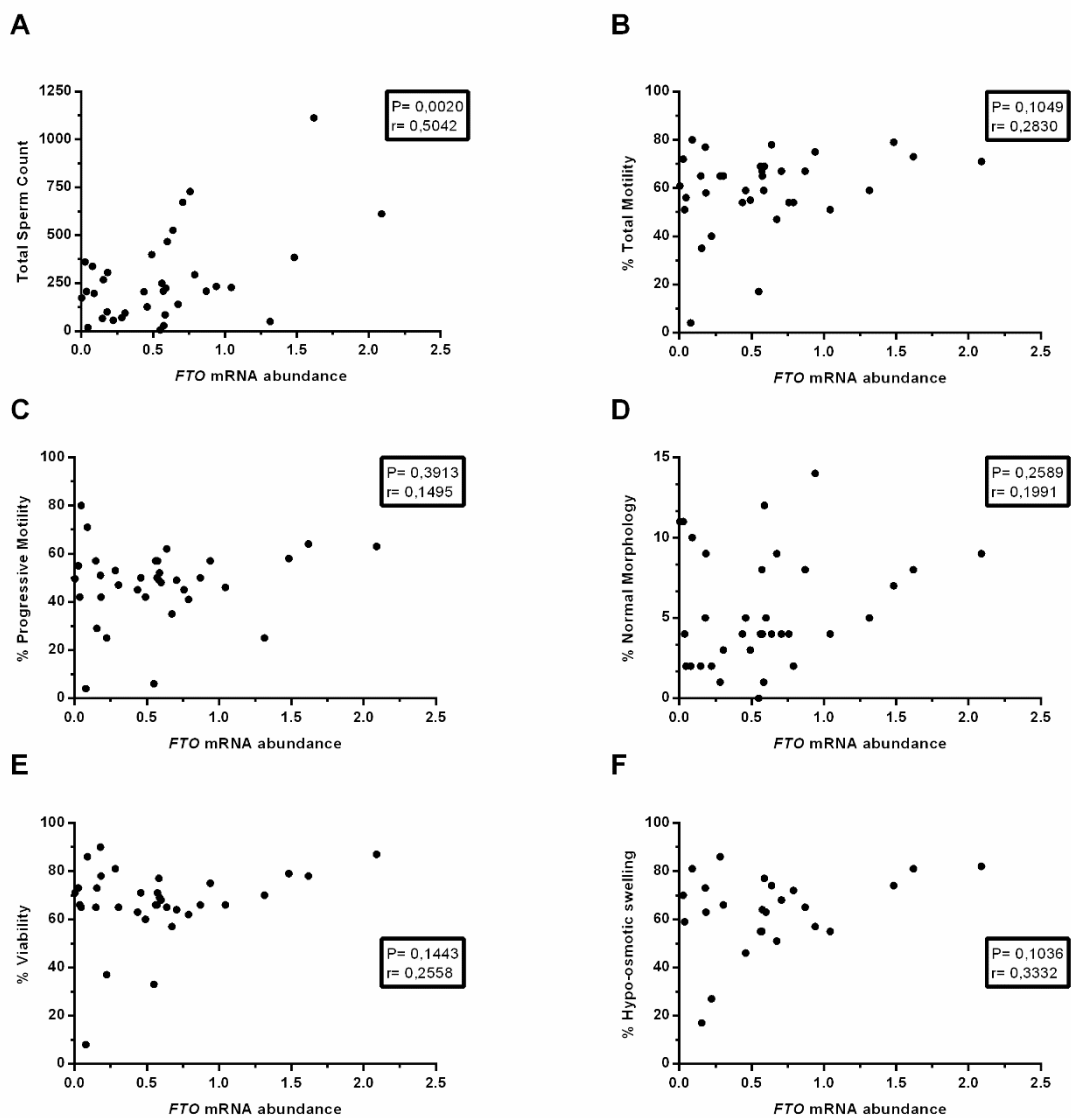 A
1250
1000
750
500
250
0
Total Sperm Count
P= 0,0020
r= 0,5042
0.0 0.5 1.0 1.5 2.0 2.5
FTO mRNA abundance
B
100
80
60
40
20
0
% Total Motility
P= 0,1049
r= 0,2830
0.0 0.5 1.0 1.5 2.0 2.5
FTO mRNA abundance
C
100
80
60
40
20
0
% Progressive Motility
P= 0,3913
r= 0,1495
0.0 0.5 1.0 1.5 2.0 2.5
FTO mRNA abundance
D
15
10
5
0
% Normal Morphology
P= 0,2589
r= 0,1991
0.0 0.5 1.0 1.5 2.0 2.5
FTO mRNA abundance
E
100
80
60
40
20
0
% Viability
P= 0,1443
r= 0,2558
0.0 0.5 1.0 1.5 2.0 2.5
FTO mRNA abundance
F
100
80
60
40
20
0
% Hypo-osmotic swelling
P= 0,1036
r= 0,3332
0.0 0.5 1.0 1.5 2.0 2.5
FTO mRNA abundance